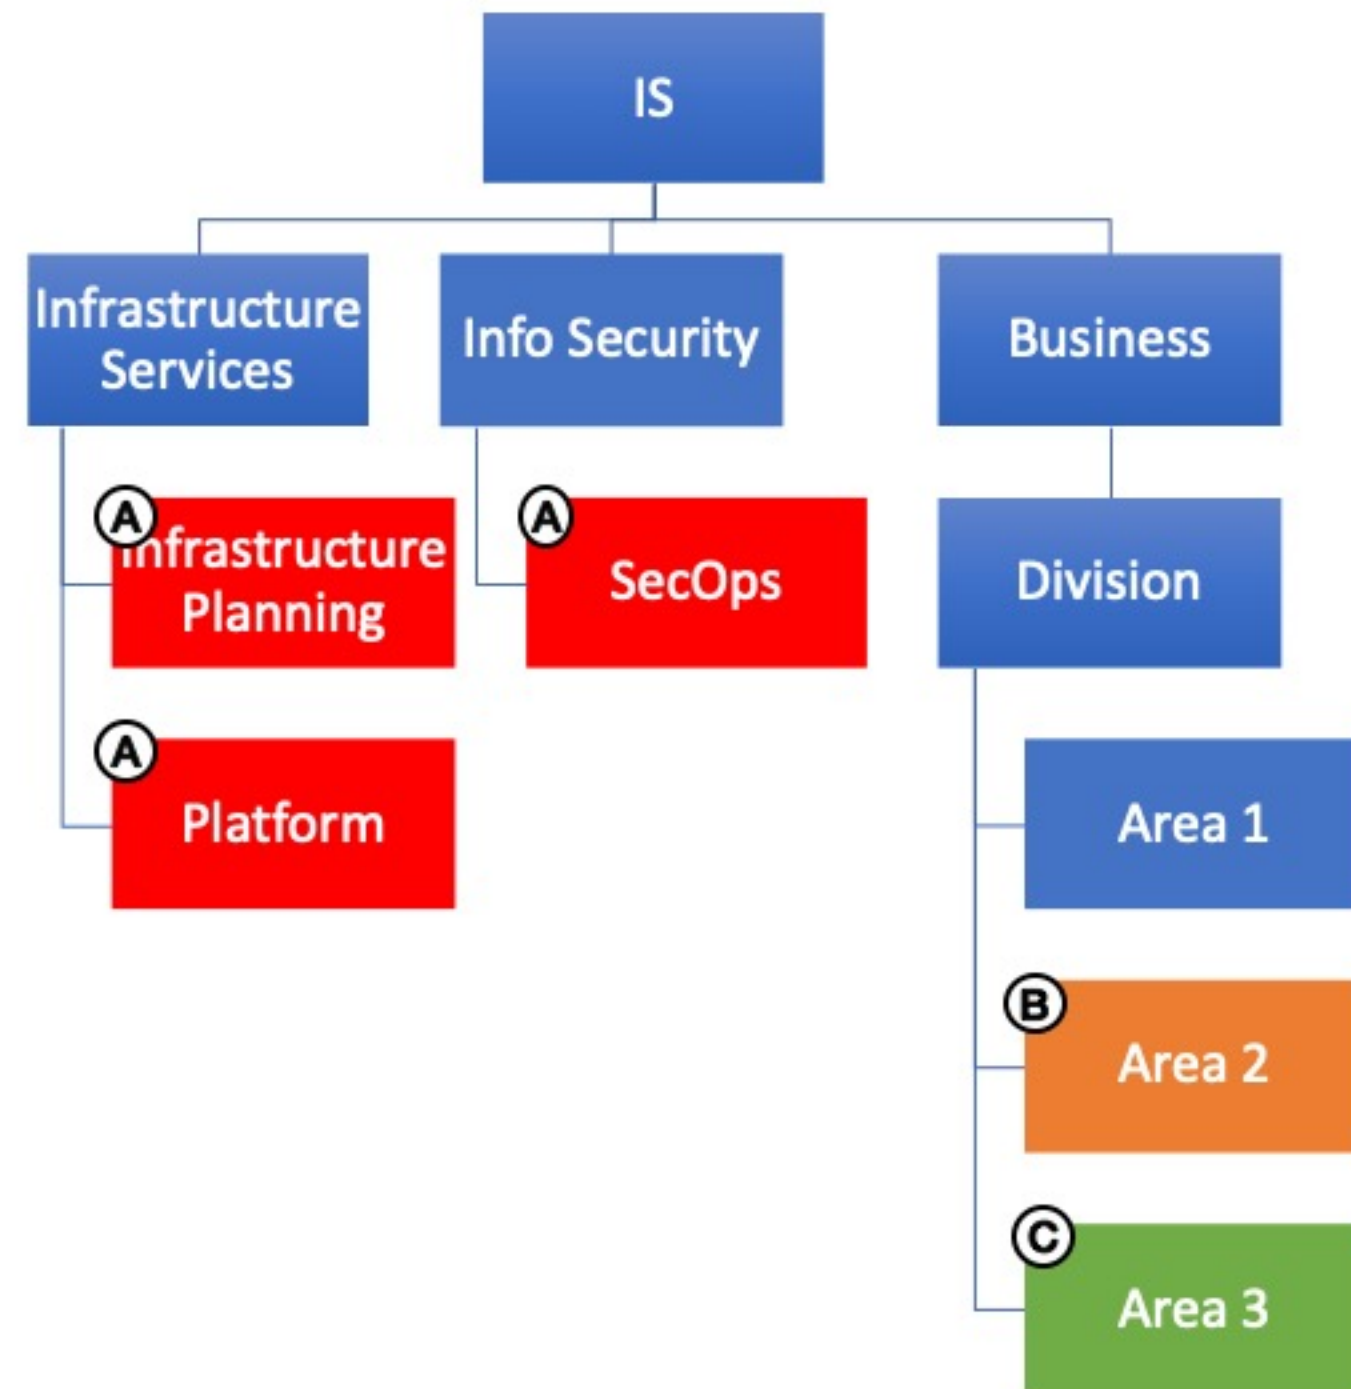 IS
Infrastructure
Services
Info Security
Business
A
Infrastructure
Planning
A
SecOps
Division
A
Platform
Area 1
B
Area 2
C
Area 3